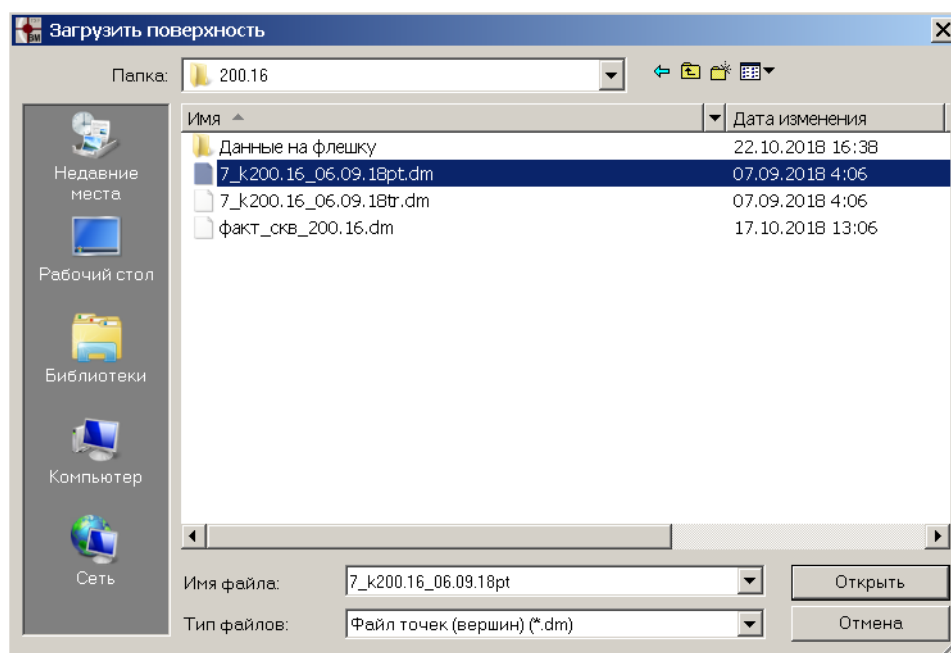 Загрузить поверхность
Папка: 200.16
Имя Дата изменения
Данные на флешку 22.10.2018 16:38
7_k200.16_06.09.18pt.dm 07.09.2018 4:06
7_k200.16_06.09.18tr.dm 07.09.2018 4:06
факт_скв_200.16.dm 17.10.2018 13:06
Недавние
места
Рабочий стол
Библиотеки
Компьютер
Сеть
Имя файла: 7_k200.16_06.09.18pt Открыть
Тип файлов: Файл точек (вершин) (*.dm) Отмена